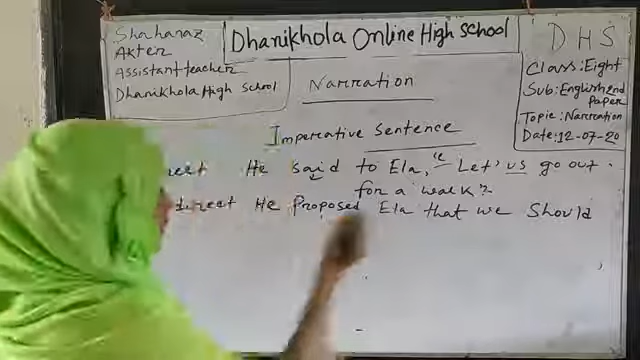 Shahanaz
Akter
Assistant teacher
Dhanikhola High School
Dhanikhola Online High School
DHS
Class: Eight
Sub: English 2nd
Paper
Topic: Narration
Date: 12-07-20
Narration
Imperative Sentence
He said to Ela, "Let's us go out
for a walk"
He Proposed Ela that we Should